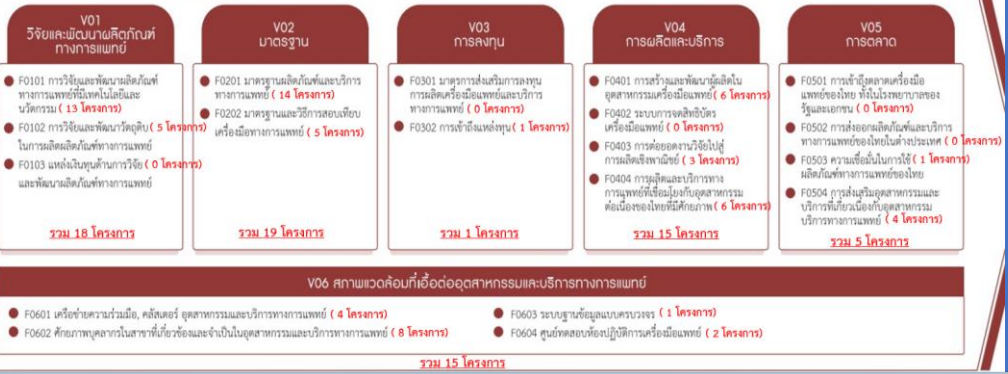 V01
วิจัยและพัฒนาผลิตภัณฑ์
ทางการแพทย์
F0101 การวิจัยและพัฒนาผลิตภัณฑ์
ทางการแพทย์ที่มีเทคโนโลยีและ
นวัตกรรม ( 13 โครงการ)
F0102 การวิจัยและพัฒนาวัตถุดิบ ( 5 โครงการ)
ในการผลิตผลิตภัณฑ์ทางการแพทย์
F0103 แหล่งเงินทุนด้านการวิจัย ( 0 โครงการ)
และพัฒนาผลิตภัณฑ์ทางการแพทย์
รวม 18 โครงการ
V02
มาตรฐาน
F0201 มาตรฐานผลิตภัณฑ์และบริการ
ทางการแพทย์ ( 14 โครงการ)
F0202 มาตรฐานและวิธีการสอบเทียบ
เครื่องมือทางการแพทย์ ( 5 โครงการ)
รวม 19 โครงการ
V03
การลงทุน
F0301 มาตรการส่งเสริมการลงทุน
การผลิตเครื่องมือแพทย์และบริการ
ทางการแพทย์ ( 0 โครงการ)
F0302 การเข้าถึงแหล่งทุน ( 1 โครงการ)
รวม 1 โครงการ
V04
การผลิตและบริการ
F0401 การสร้างและพัฒนาผู้ผลิตใน
อุตสาหกรรมเครื่องมือแพทย์ ( 6 โครงการ)
F0402 ระบบการจดสิทธิบัตร
เครื่องมือแพทย์ ( 0 โครงการ)
F0403 การต่อยอดงานวิจัยไปสู่
การผลิตเชิงพาณิชย์ ( 3 โครงการ)
F0404 การผลิตและบริการทาง
การแพทย์ที่เชื่อมโยงกับอุตสาหกรรม
ต่อเนื่องของไทยที่มีศักยภาพ ( 6 โครงการ)
รวม 15 โครงการ
V05
การตลาด
F0501 การเข้าถึงตลาดเครื่องมือ
แพทย์ของไทย ทั้งในโรงพยาบาลของ
รัฐและเอกชน ( 0 โครงการ)
F0502 การส่งออกผลิตภัณฑ์และบริการ
ทางการแพทย์ของไทยในต่างประเทศ ( 0 โครงการ)
F0503 ความเชื่อมั่นในการใช้ ( 1 โครงการ)
ผลิตภัณฑ์ทางการแพทย์ของไทย
F0504 การส่งเสริมอุตสาหกรรมและ
บริการที่เกี่ยวเนื่องกับอุตสาหกรรม
บริการทางการแพทย์ ( 4 โครงการ)
รวม 5 โครงการ
V06 สภาพแวดล้อมที่เอื้อต่ออุตสาหกรรมและบริการทางการแพทย์
F0601 เครือข่ายความร่วมมือ, คลัสเตอร์ อุตสาหกรรมและบริการทางการแพทย์ ( 4 โครงการ)
F0602 ศักยภาพบุคลากรในสาขาที่เกี่ยวข้องและจำเป็นในอุตสาหกรรมและบริการทางการแพทย์ ( 8 โครงการ)
F0603 ระบบฐานข้อมูลแบบครบวงจร ( 1 โครงการ)
F0604 ศูนย์ทดสอบห้องปฏิบัติการเครื่องมือแพทย์ ( 2 โครงการ)
รวม 15 โครงการ